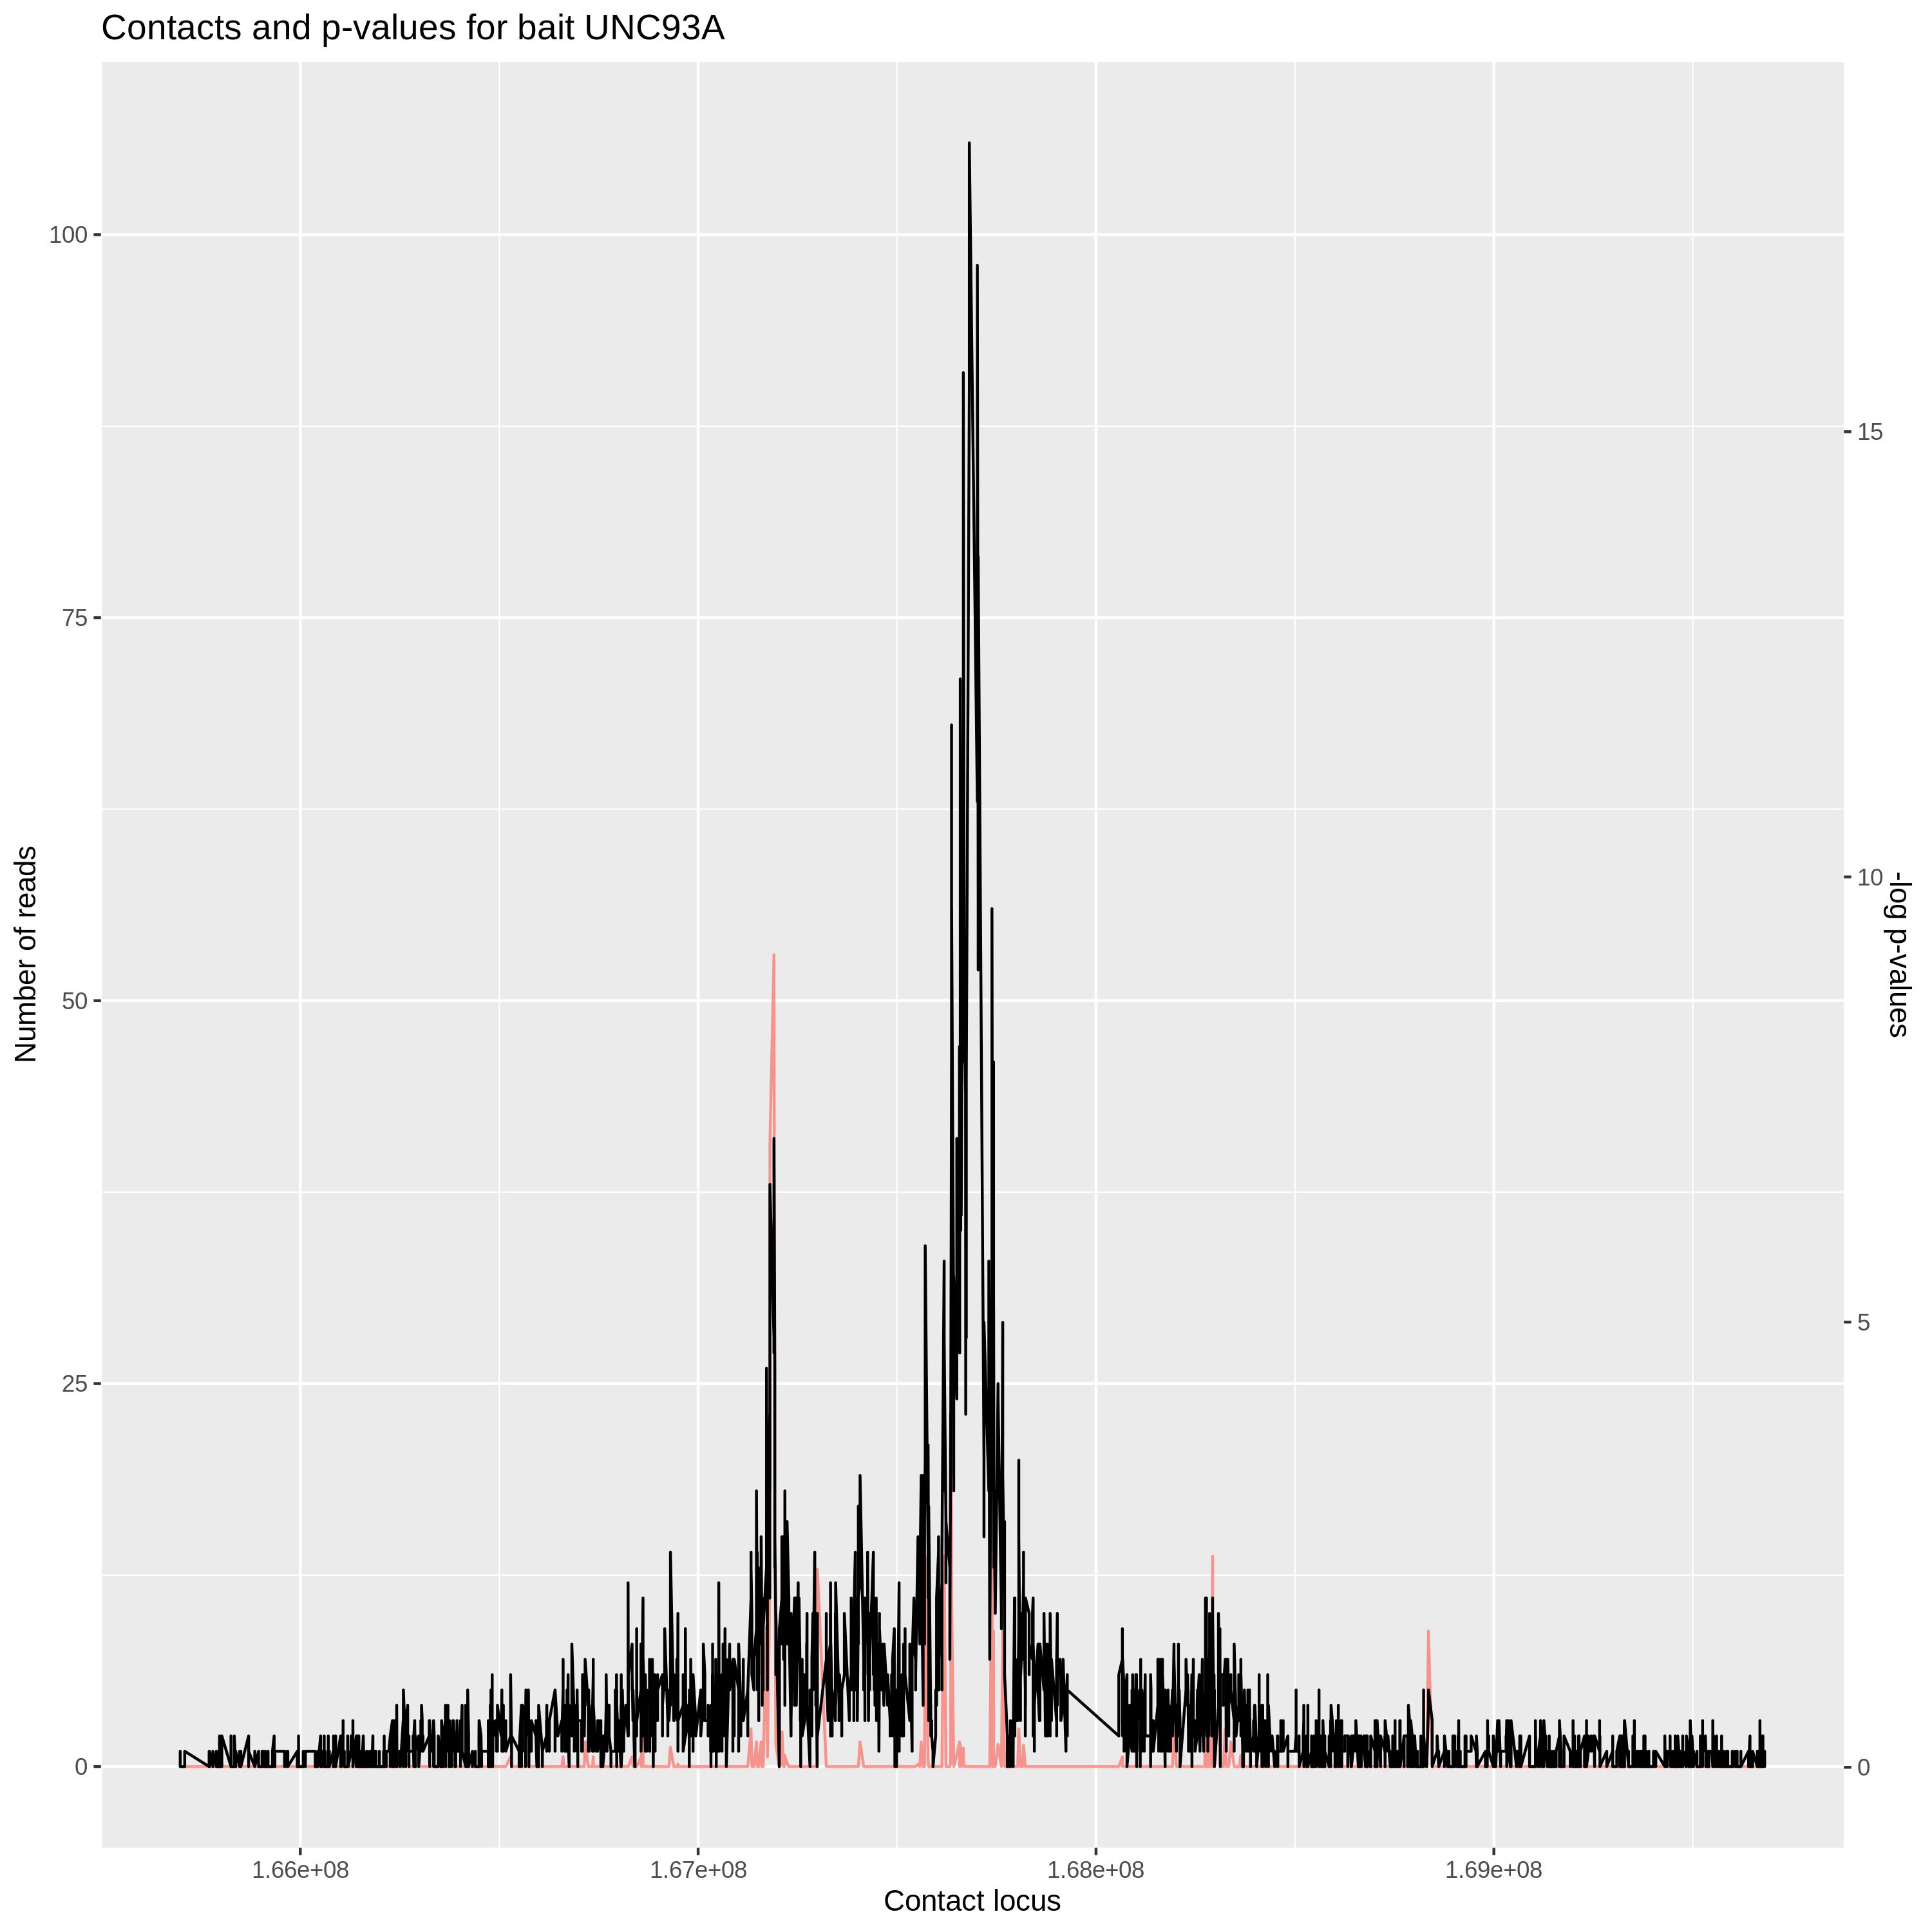 Contacts and p-values for bait UNC93A
100
75
50
25
0
Number of reads
15
10
5
0
-log p-values
1.66e+08
1.67e+08
1.68e+08
1.69e+08
Contact locus